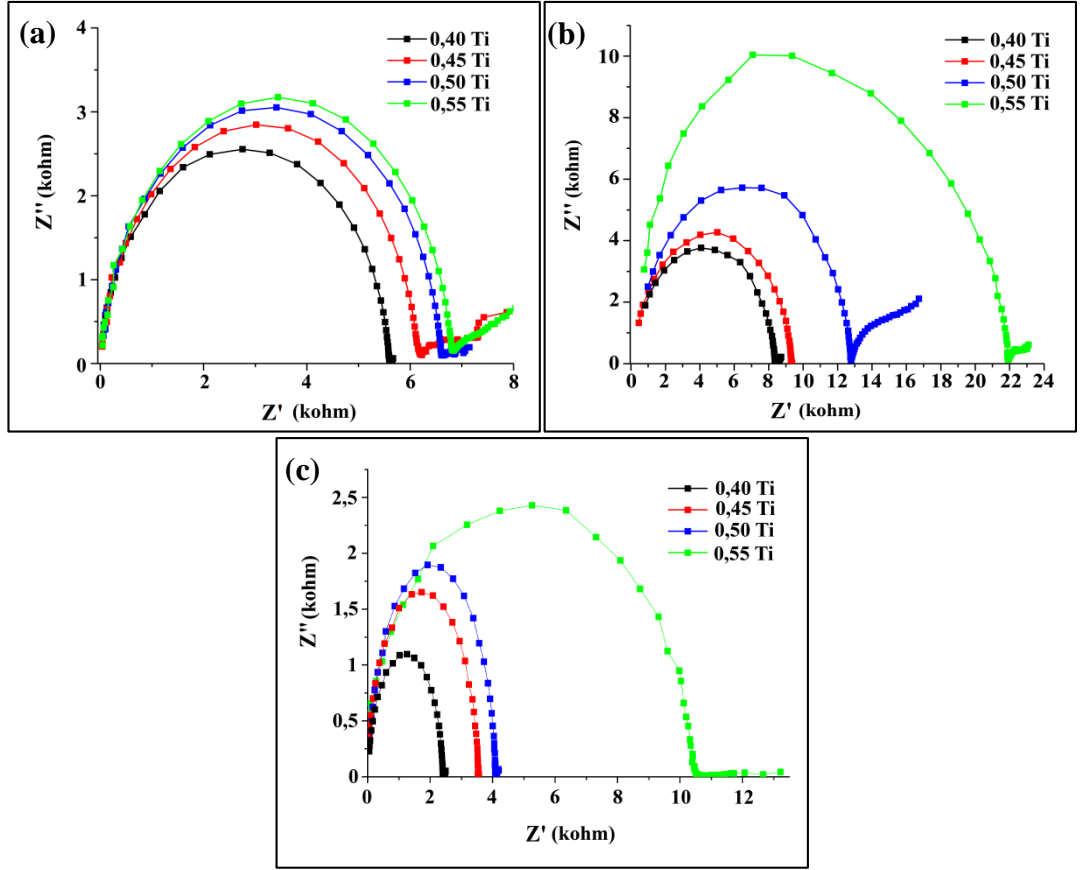 (a)
0,40 Ti
0,45 Ti
0,50 Ti
0,55 Ti
4
3
2
1
0
Z'' (kohm)
0 2 4 6 8
Z' (kohm)
(b)
0,40 Ti
0,45 Ti
0,50 Ti
0,55 Ti
10
8
6
4
2
0
Z'' (kohm)
0 2 4 6 8 10 12 14 16 18 20 22 24
Z' (kohm)
(c)
0,40 Ti
0,45 Ti
0,50 Ti
0,55 Ti
2,5
2
1,5
1
0,5
0
Z'' (kohm)
0 2 4 6 8 10 12
Z' (kohm)